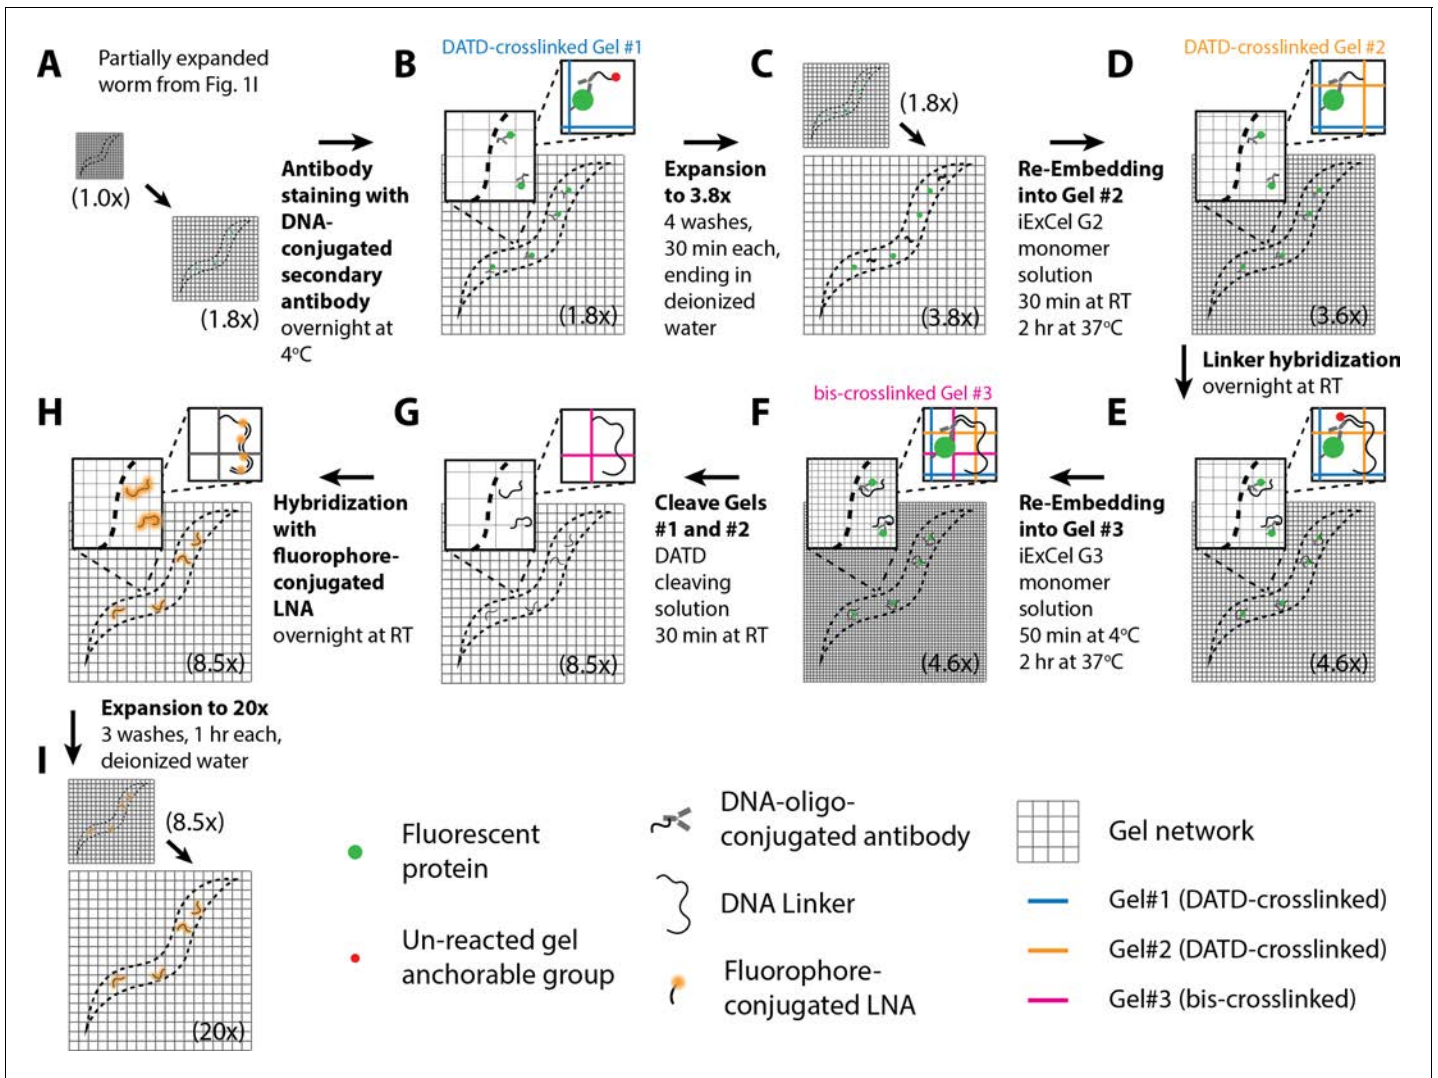 A
Partially expanded
worm from Fig. 1I
(1.0x)
(1.8x)
Antibody
staining with
DNA-
conjugated
secondary
antibody
overnight at
4ºC
B
DATD-crosslinked Gel #1
(1.8x)
Expansion
to 3.8x
4 washes,
30 min each,
ending in
deionized
water
C
(1.8x)
(3.8x)
Re-Embedding
into Gel #2
iExCel G2
monomer
solution
30 min at RT
2 hr at 37ºC
D
DATD-crosslinked Gel #2
(3.6x)
Linker hybridization
overnight at RT
E
(4.6x)
Re-Embedding
into Gel #3
iExCel G3
monomer
solution
50 min at 4ºC
2 hr at 37ºC
F
bis-crosslinked Gel #3
(4.6x)
Cleave Gels
#1 and #2
DATD
cleaving
solution
30 min at RT
G
(8.5x)
Hybridization
with
fluorophore-
conjugated
LNA
overnight at RT
H
(8.5x)
Expansion to 20x
3 washes, 1 hr each,
deionized water
I
(8.5x)
(20x)
Fluorescent
protein
Un-reacted gel
anchorable group
DNA-oligo-
conjugated antibody
DNA Linker
Fluorophore-
conjugated LNA
Gel network
Gel#1 (DATD-crosslinked)
Gel#2 (DATD-crosslinked)
Gel#3 (bis-crosslinked)